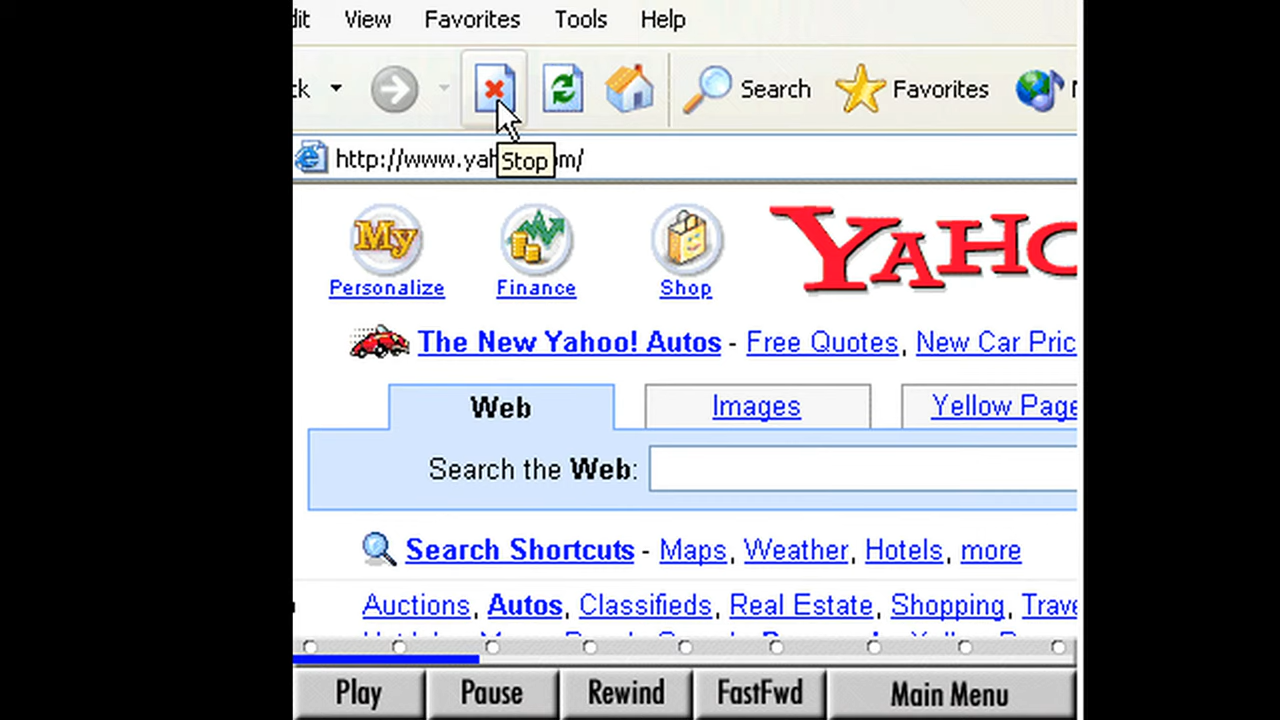 dit View Favorites Tools Help
ck Search Favorites
http://www.yah m/
Stop
My YAHO
Personalize Finance Shop
The New Yahoo! Autos - Free Quotes, New Car Pric
Web Images Yellow Page
Search the Web:
Search Shortcuts - Maps, Weather, Hotels, more
Auctions, Autos, Classifieds, Real Estate, Shopping, Trave
Play Pause Rewind FastFwd Main Menu